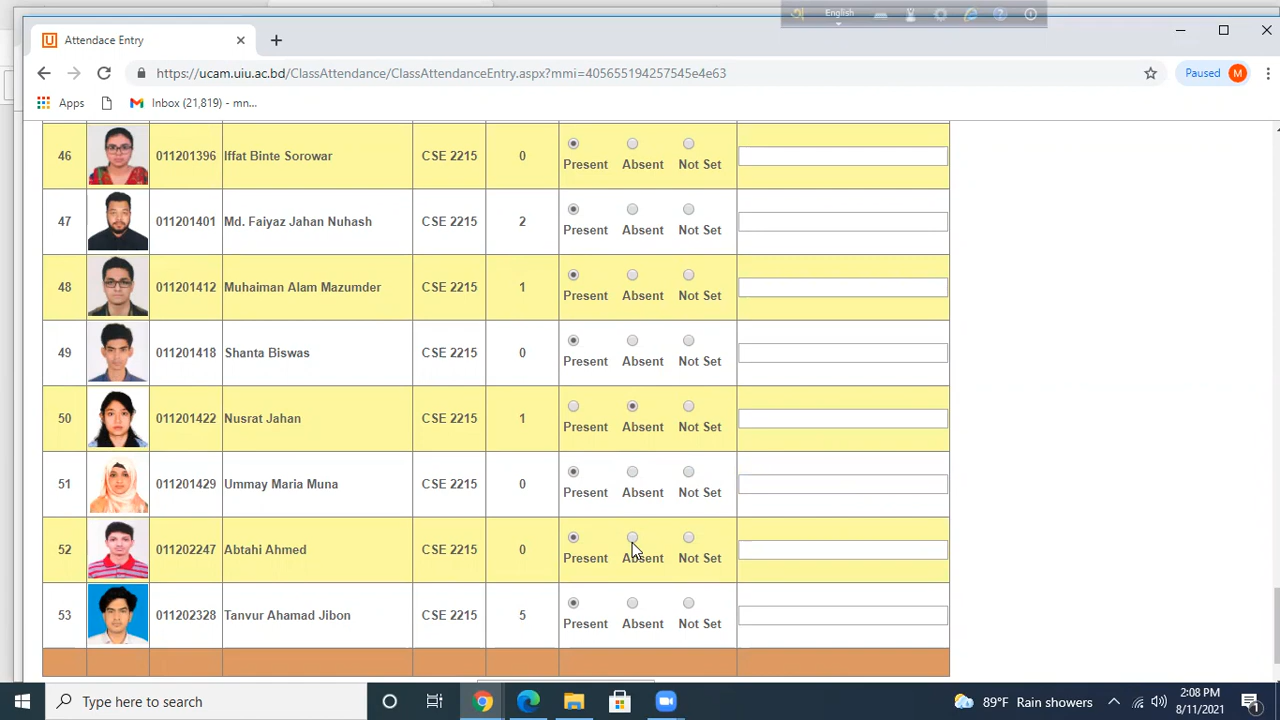 English
Attendace Entry
https://ucam.uiu.ac.bd/ClassAttendance/ClassAttendanceEntry.aspx?mmi=405655194257545e4e63
Paused M
Apps Inbox (21,819) - mn...
46 011201396 Iffat Binte Sorowar CSE 2215 0 Present Absent Not Set
47 011201401 Md. Faiyaz Jahan Nuhash CSE 2215 2 Present Absent Not Set
48 011201412 Muhaiman Alam Mazumder CSE 2215 1 Present Absent Not Set
49 011201418 Shanta Biswas CSE 2215 0 Present Absent Not Set
50 011201422 Nusrat Jahan CSE 2215 1 Present Absent Not Set
51 011201429 Ummay Maria Muna CSE 2215 0 Present Absent Not Set
52 011202247 Abtahi Ahmed CSE 2215 0 Present Absent Not Set
53 011202328 Tanvur Ahamad Jibon CSE 2215 5 Present Absent Not Set
Type here to search
89°F Rain showers
2:08 PM
8/11/2021
1